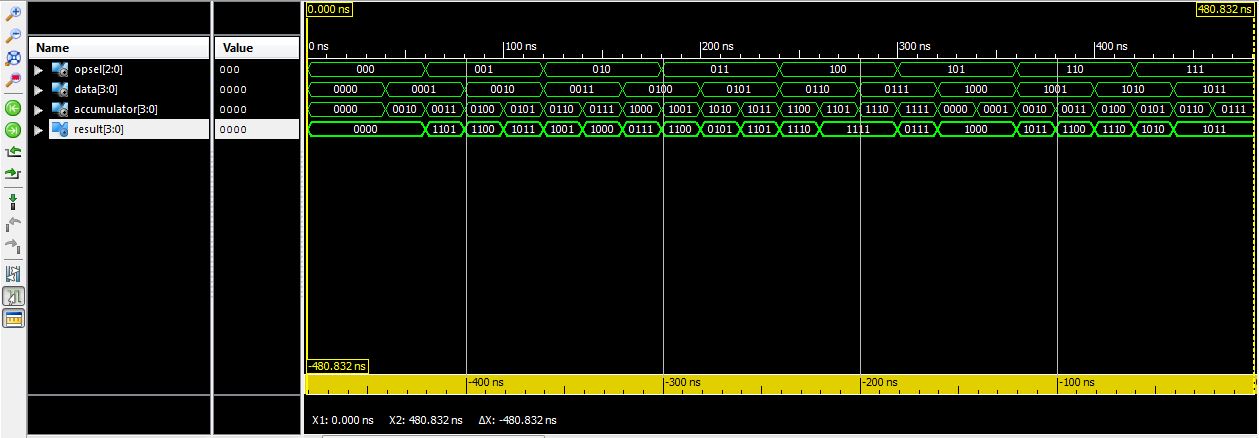 0.000 ns 480.832 ns
Name Value 0 ns 100 ns 200 ns 300 ns 400 ns
opsel[2:0] 000 000 001 010 011 100 101 110 111
data[3:0] 0000 0000 0001 0010 0011 0100 0101 0110 0111 1000 1001 1010 1011
accumulator[3:0] 0000 0000 0010 0011 0100 0101 0110 0111 1000 1001 1010 1011 1100 1101 1110 1111 0000 0001 0010 0011 0100 0101 0110 0111
result[3:0] 0000 0000 1101 1100 1011 1001 1000 0111 1100 0101 1101 1110 1111 0111 1000 1011 1100 1110 1010 1011
-480.832 ns
-400 ns -300 ns -200 ns -100 ns
X1: 0.000 ns X2: 480.832 ns ΔX: -480.832 ns